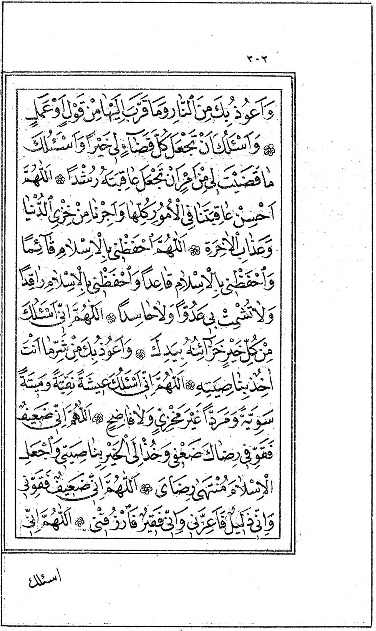 ٣٠٢
وَاَعُوذُ بِكَ مِنَ النَّارِ وَمَا قَرَّبَ اِلَيْهَا مِنْ قَوْلٍ اَوْ عَمَلٍ
❁ وَاَسْئَلُكَ اَنْ تَجْعَلَ كُلَّ قَضَاءٍ لِى خَيْرًا وَاَسْئَلُكَ
مَا قَضَيْتَ لِى مِنْ اَمْرٍ اَنْ تَجْعَلَ عَاقِبَتَهُ رُشْدًا ❁ اَللّٰهُمَّ
اَحْسِنْ عَاقِبَتَنَا فِى الْاُمُورِ كُلِّهَا وَاَجِرْنَا مِنْ خِزْىِ الدُّنْيَا
وَعَذَابِ الْاٰخِرَةِ ❁ اَللّٰهُمَّ احْفَظْنِى بِالْاِسْلَامِ قَائِمًا
وَاحْفَظْنِى بِالْاِسْلَامِ قَاعِدًا وَاحْفَظْنِى بِالْاِسْلَامِ رَاقِدًا
وَلَا تُشْمِتْ بِى عَدُوًّا وَلَا حَاسِدًا ❁ اَللّٰهُمَّ اِنِّى اَسْئَلُكَ
مِنْ كُلِّ خَيْرٍ خَزَائِنُهُ بِيَدِكَ ❁ وَاَعُوذُ بِكَ مِنْ شَرِّ مَا اَنْتَ
اٰخِذٌ بِنَاصِيَتِهِ ❁ اَللّٰهُمَّ اِنِّى اَسْئَلُكَ عِيشَةً نَقِيَّةً وَمِيتَةً
سَوِيَّةً وَمَرَدًّا غَيْرَ مَخْزِىٍّ وَلَا فَاضِحٍ ❁ اَللّٰهُمَّ اِنِّى ضَعِيفٌ
فَقَوِّ فِى رِضَاكَ ضَعْفِى وَخُذْ اِلَى الْخَيْرِ بِنَاصِيَتِى وَاجْعَلِ
الْاِسْلَامَ مُنْتَهٰى رِضَاىَ ❁ اَللّٰهُمَّ اِنِّى ضَعِيفٌ فَقَوِّنِى
وَاِنِّى ذَلِيلٌ فَاَعِزَّنِى وَاِنِّى فَقِيرٌ فَارْزُقْنِى ❁ اَللّٰهُمَّ اِنِّى
اسئلك